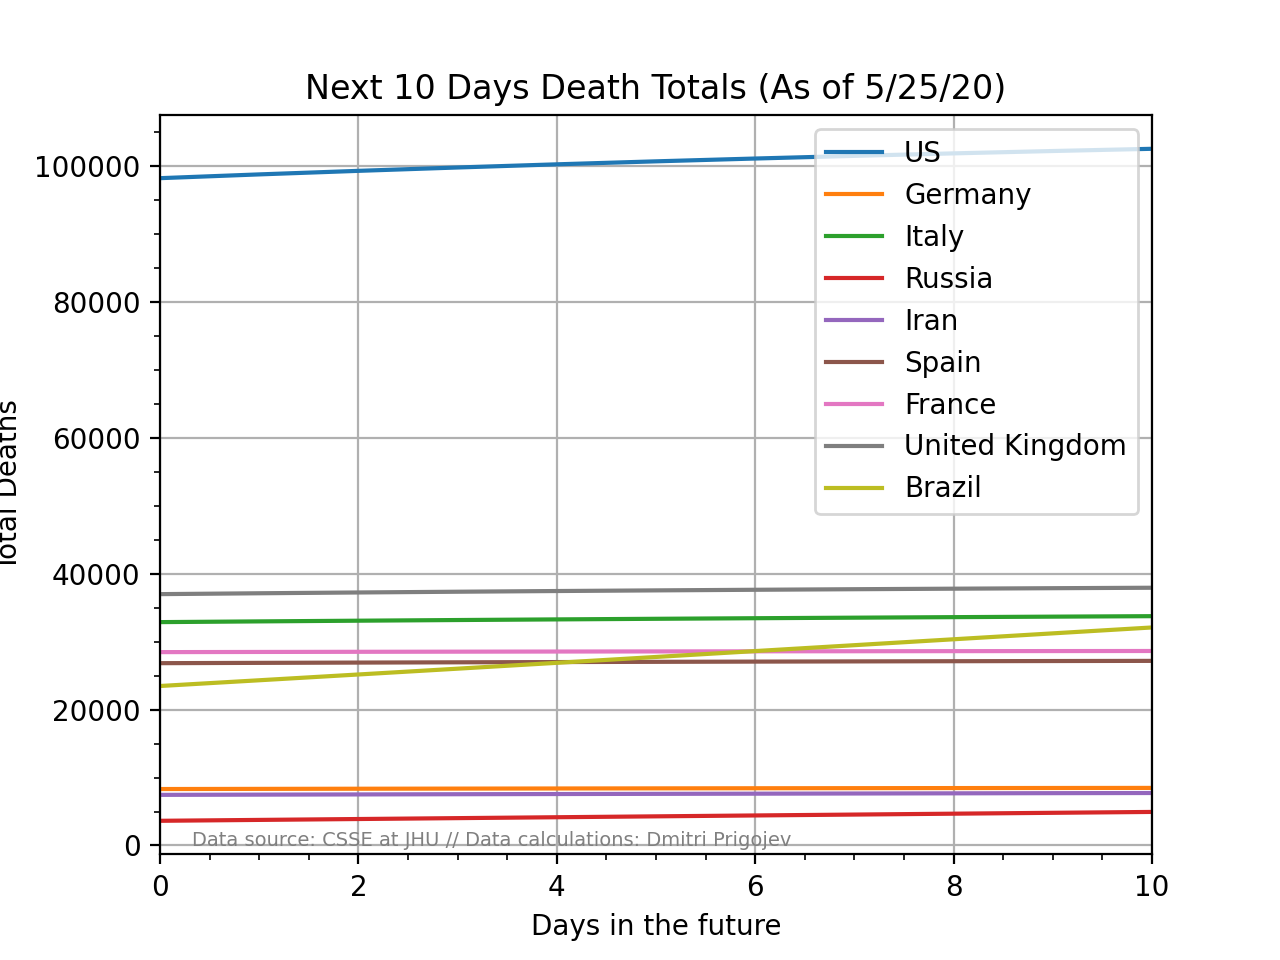 Next 10 Days Death Totals (As of 5/25/20)
Total Deaths
100000
80000
60000
40000
20000
0
US
Germany
Italy
Russia
Iran
Spain
France
United Kingdom
Brazil
Data source: CSSE at JHU // Data calculations: Dmitri Prigojev
0 2 4 6 8 10
Days in the future